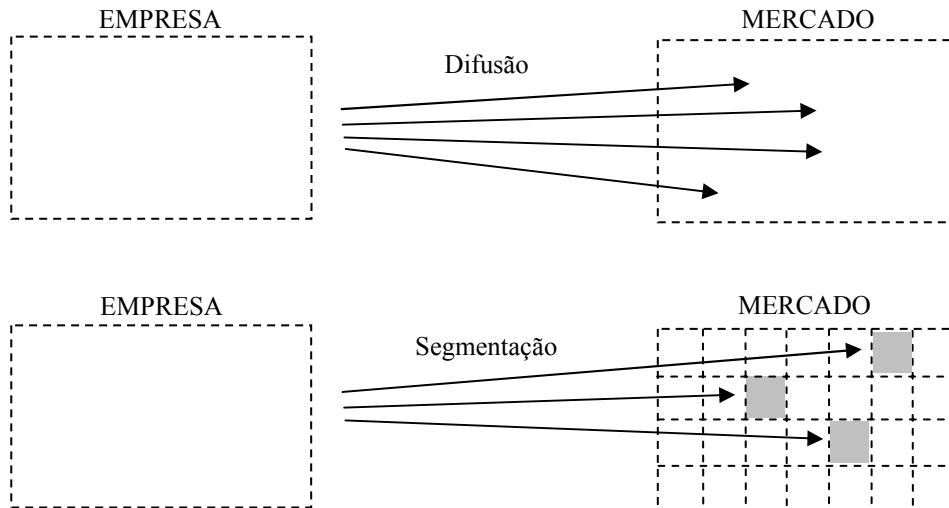 EMPRESA
MERCADO
Difusão
EMPRESA
MERCADO
Segmentação